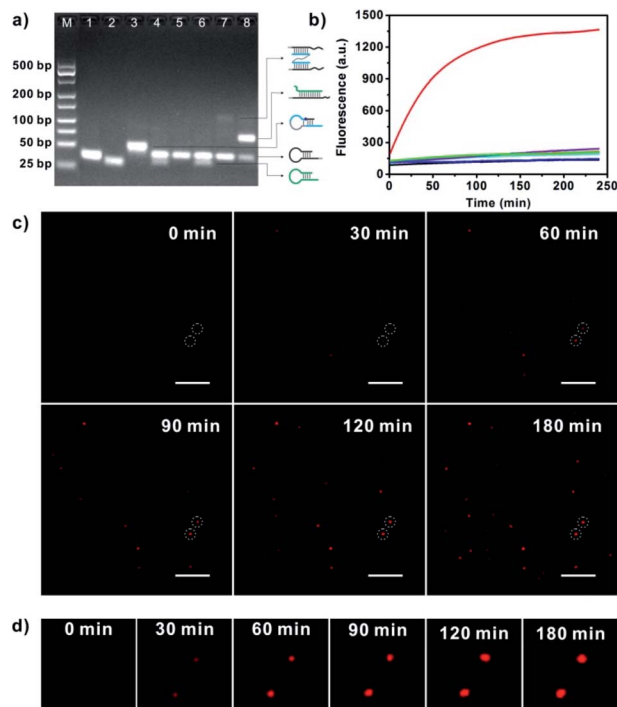 a)
M 1 2 3 4 5 6 7 8
500 bp
200 bp
100 bp
50 bp
25 bp
b)
1500
1200
900
600
300
0
Fluorescence (a.u.)
0 50 100 150 200 250
Time (min)
c)
0 min 30 min 60 min
90 min 120 min 180 min
d)
0 min 30 min 60 min 90 min 120 min 180 min